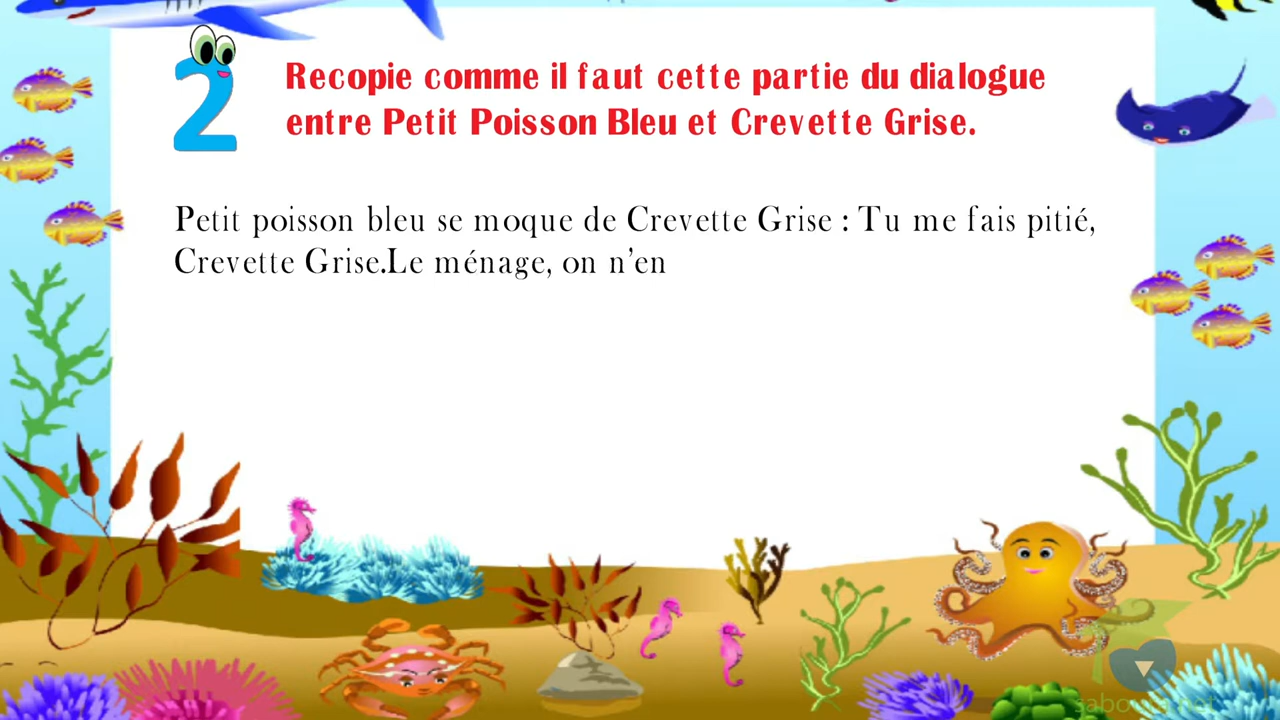 2
Recopie comme il faut cette partie du dialogue
entre Petit Poisson Bleu et Crevette Grise.
Petit poisson bleu se moque de Crevette Grise : Tu me fais pitié,
Crevette Grise.Le ménage, on n’en